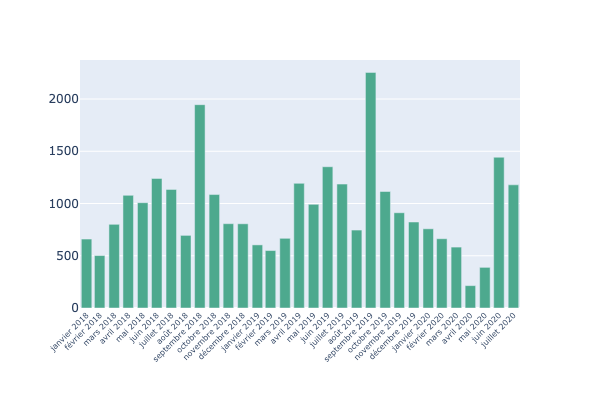 2000
1500
1000
500
0
janvier 2018
février 2018
mars 2018
avril 2018
mai 2018
juin 2018
juillet 2018
août 2018
septembre 2018
octobre 2018
novembre 2018
décembre 2018
janvier 2019
février 2019
mars 2019
avril 2019
mai 2019
juin 2019
juillet 2019
août 2019
septembre 2019
octobre 2019
novembre 2019
décembre 2019
janvier 2020
février 2020
mars 2020
avril 2020
mai 2020
juin 2020
juillet 2020